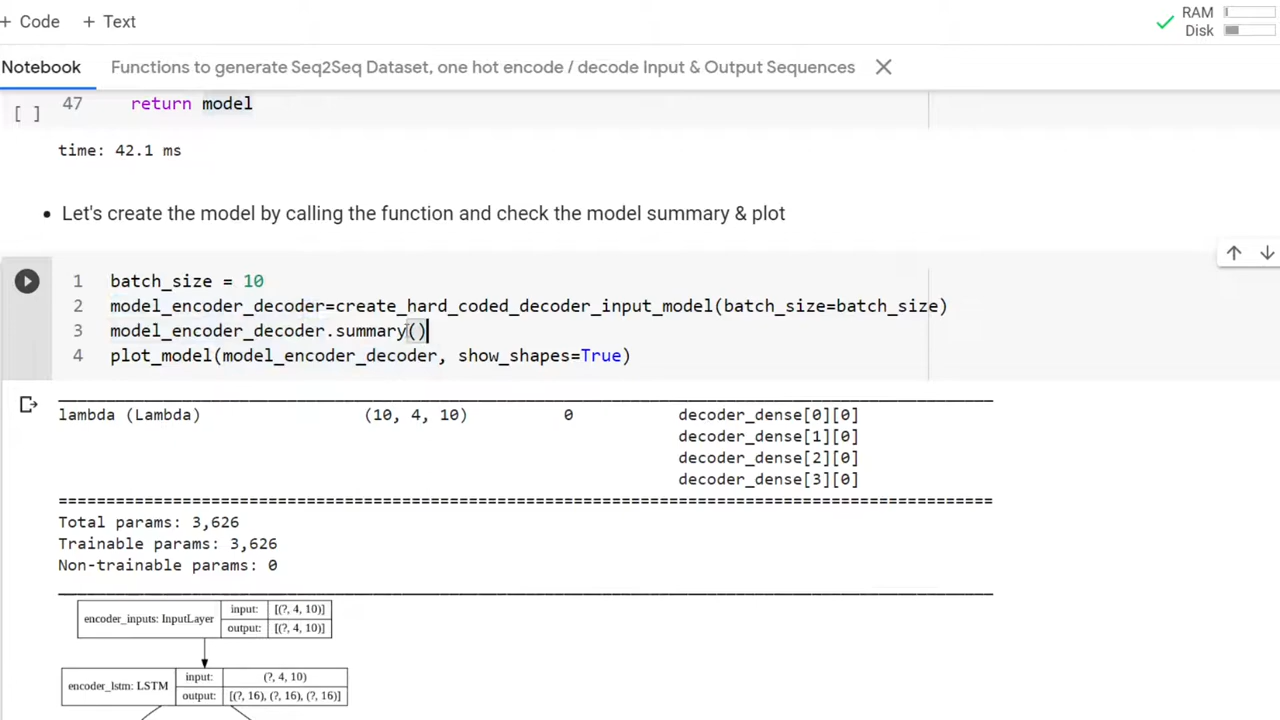 + Code + Text
RAM
Disk
Notebook Functions to generate Seq2Seq Dataset, one hot encode / decode Input & Output Sequences
[ ] 47 return model
time: 42.1 ms
• Let's create the model by calling the function and check the model summary & plot
1 batch_size = 10
2 model_encoder_decoder=create_hard_coded_decoder_input_model(batch_size=batch_size)
3 model_encoder_decoder.summary()
4 plot_model(model_encoder_decoder, show_shapes=True)
lambda (Lambda) (10, 4, 10) 0 decoder_dense[0][0]
decoder_dense[1][0]
decoder_dense[2][0]
decoder_dense[3][0]
Total params: 3,626
Trainable params: 3,626
Non-trainable params: 0
encoder_inputs: InputLayer
input: [(?, 4, 10)]
output: [(?, 4, 10)]
encoder_lstm: LSTM
input: (?, 4, 10)
output: [(?, 16), (?, 16), (?, 16)]